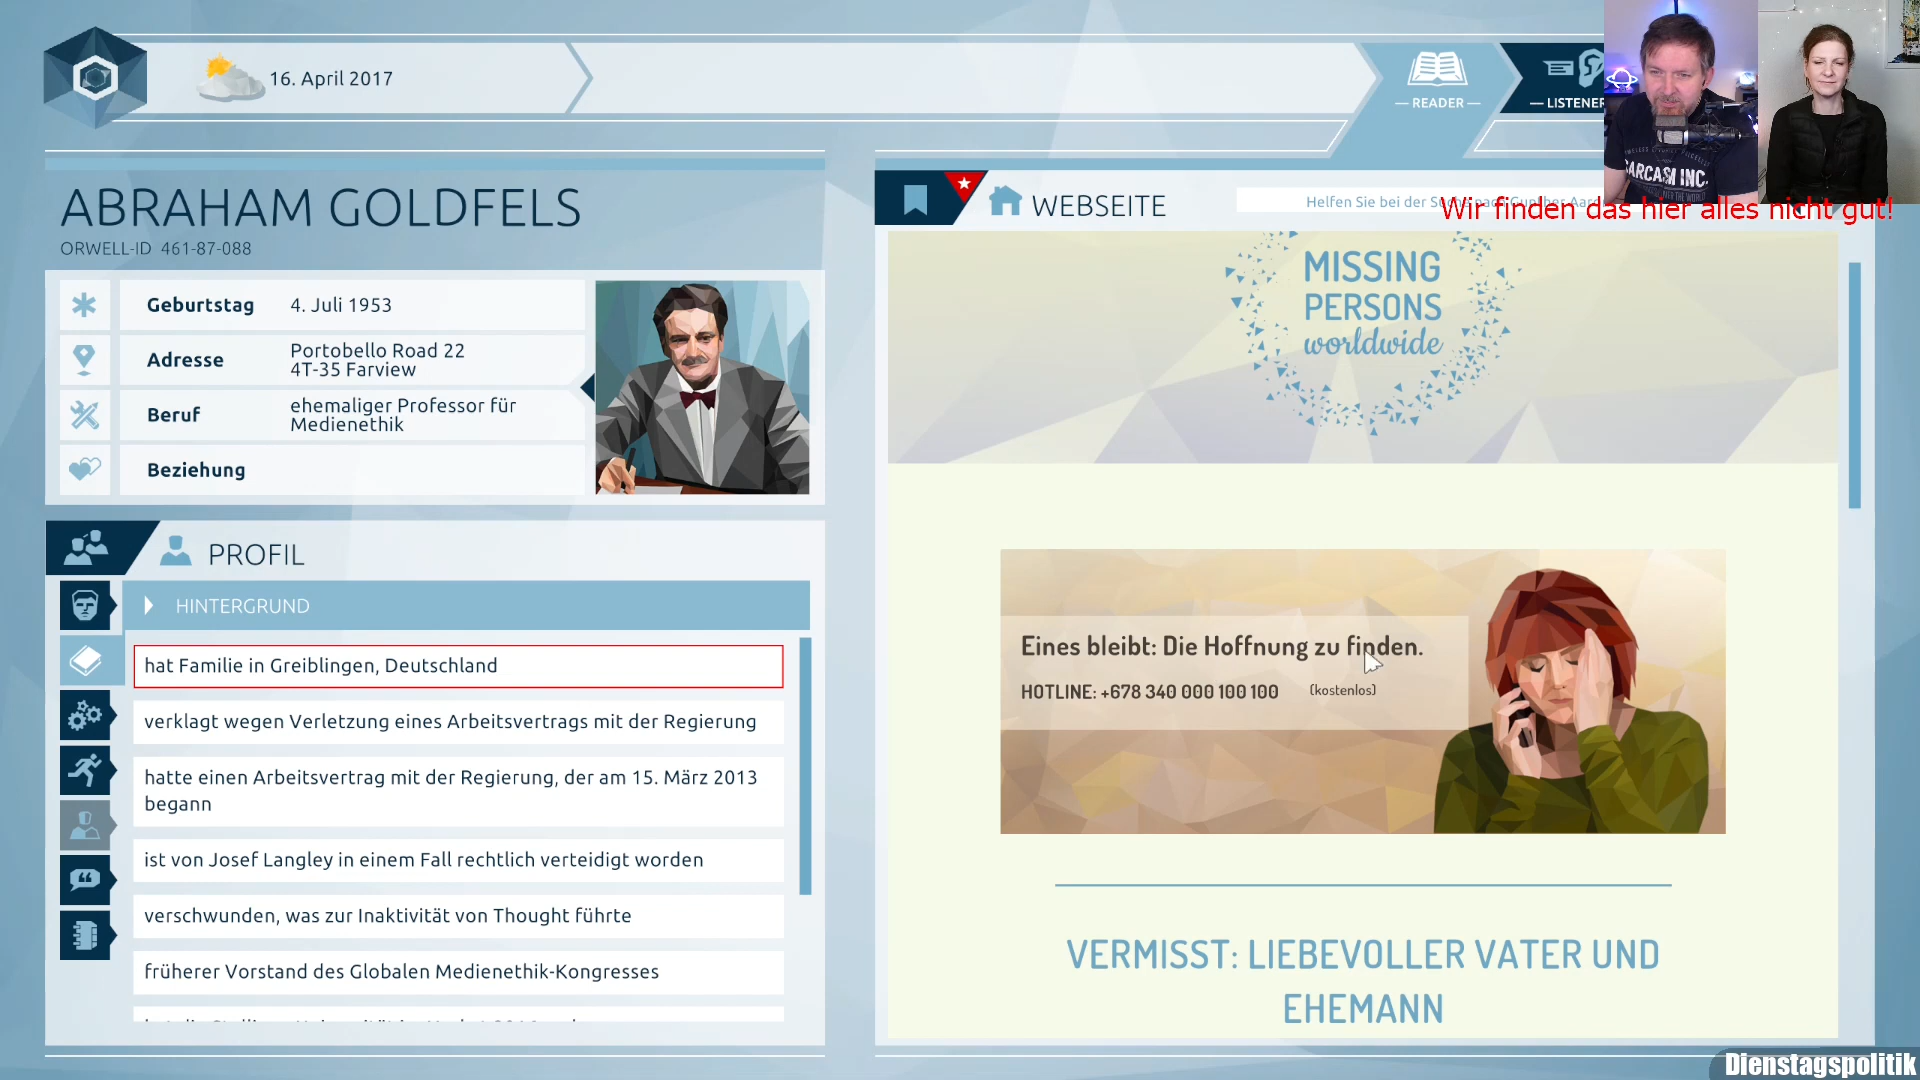 16. April 2017
— READER —
— LISTENER
ABRAHAM GOLDFELS
ORWELL-ID 461-87-088
Geburtstag 4. Juli 1953
Adresse Portobello Road 22
4T-35 Farview
Beruf ehemaliger Professor für
Medienethik
Beziehung
PROFIL
HINTERGRUND
hat Familie in Greiblingen, Deutschland
verklagt wegen Verletzung eines Arbeitsvertrags mit der Regierung
hatte einen Arbeitsvertrag mit der Regierung, der am 15. März 2013
begann
ist von Josef Langley in einem Fall rechtlich verteidigt worden
verschwunden, was zur Inaktivität von Thought führte
früherer Vorstand des Globalen Medienethik-Kongresses
WEBSEITE
Helfen Sie bei der
SARCASM INC.
Wir finden das hier alles nicht gut!
MISSING
PERSONS
worldwide
Eines bleibt: Die Hoffnung zu finden.
HOTLINE: +678 340 000 100 100 (kostenlos)
VERMISST: LIEBEVOLLER VATER UND
EHEMANN
Dienstagspolitik